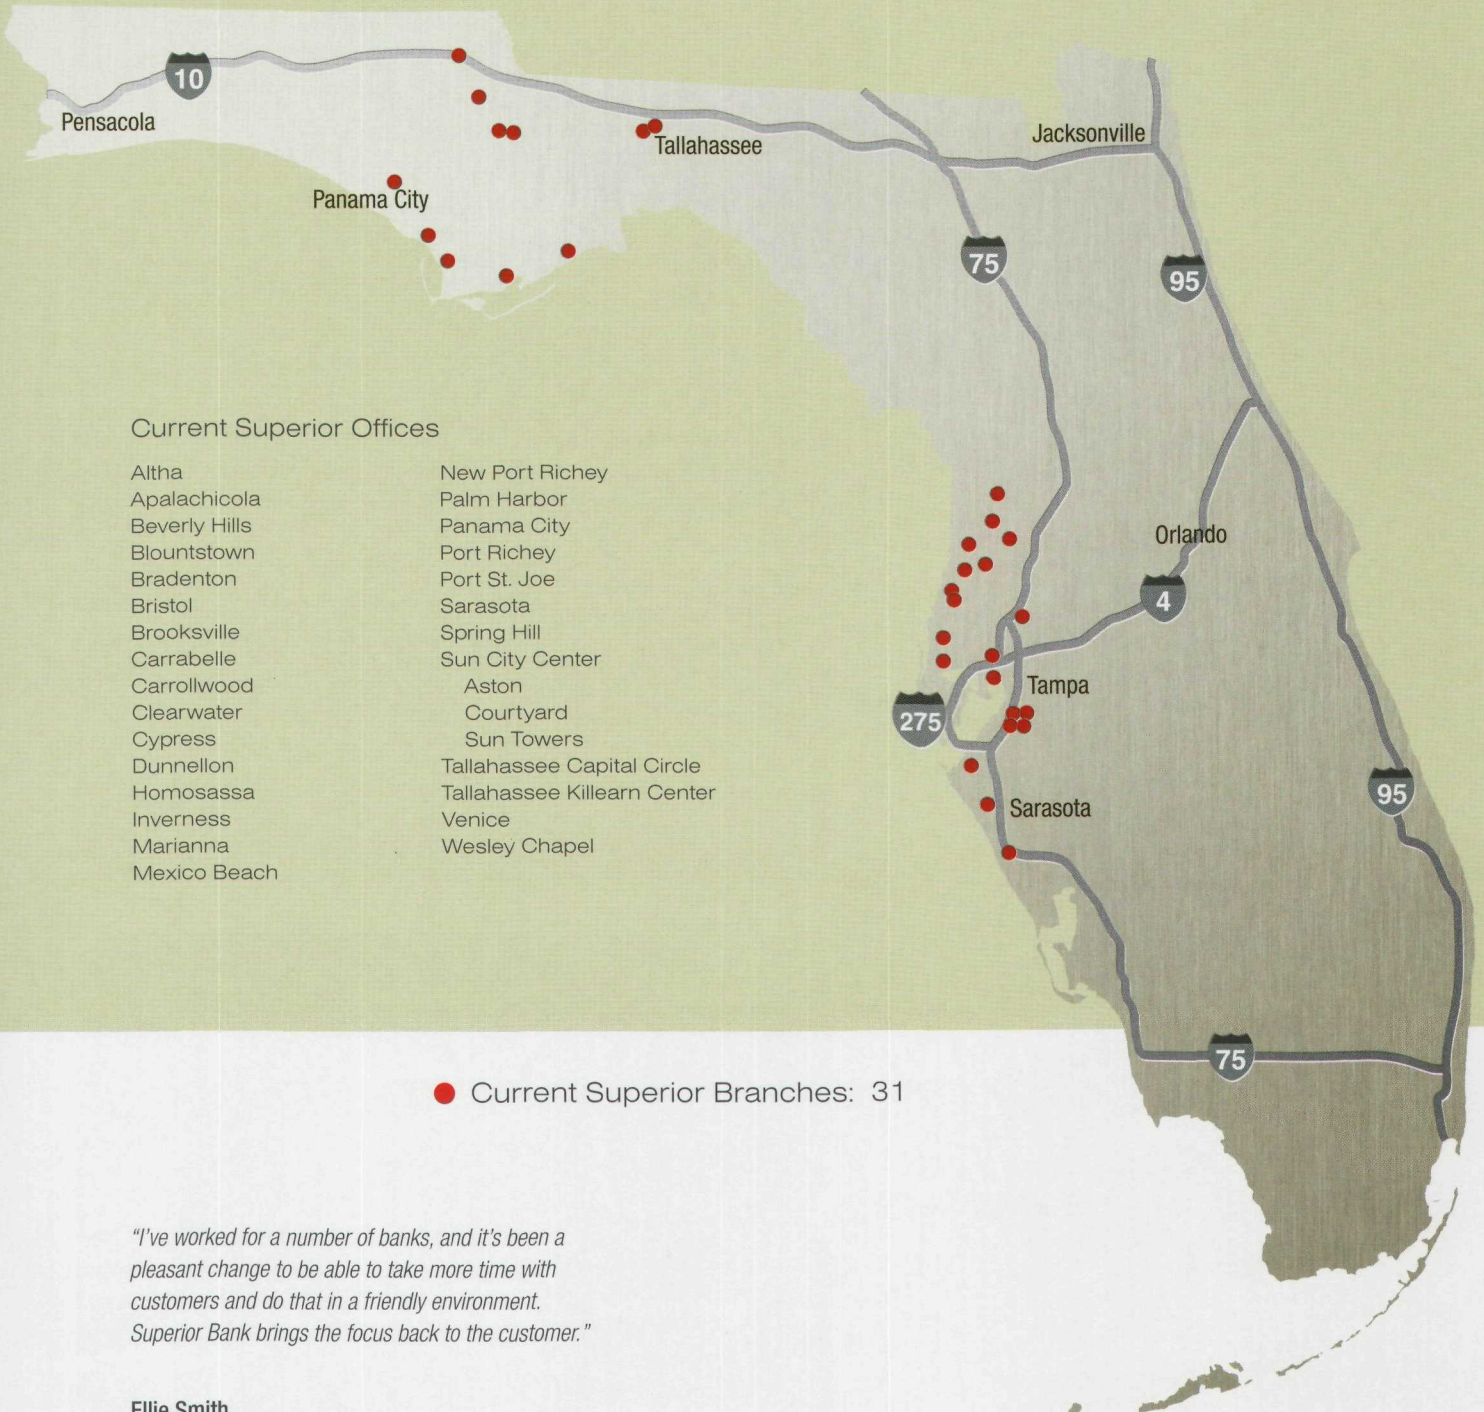 10
Pensacola
Tallahassee
Jacksonville
Panama City
75
95
Current Superior Offices
Altha
Apalachicola
Beverly Hills
Blountstown
Bradenton
Bristol
Brooksville
Carrabelle
Carrollwood
Clearwater
Cypress
Dunnellon
Homosassa
Inverness
Marianna
Mexico Beach
New Port Richey
Palm Harbor
Panama City
Port Richey
Port St. Joe
Sarasota
Spring Hill
Sun City Center
Aston
Courtyard
Sun Towers
Tallahassee Capital Circle
Tallahassee Killearn Center
Venice
Wesley Chapel
Orlando
4
Tampa
275
95
Sarasota
75
Current Superior Branches: 31
"I've worked for a number of banks, and it's been a
pleasant change to be able to take more time with
customers and do that in a friendly environment.
Superior Bank brings the focus back to the customer."
Ellie Smith